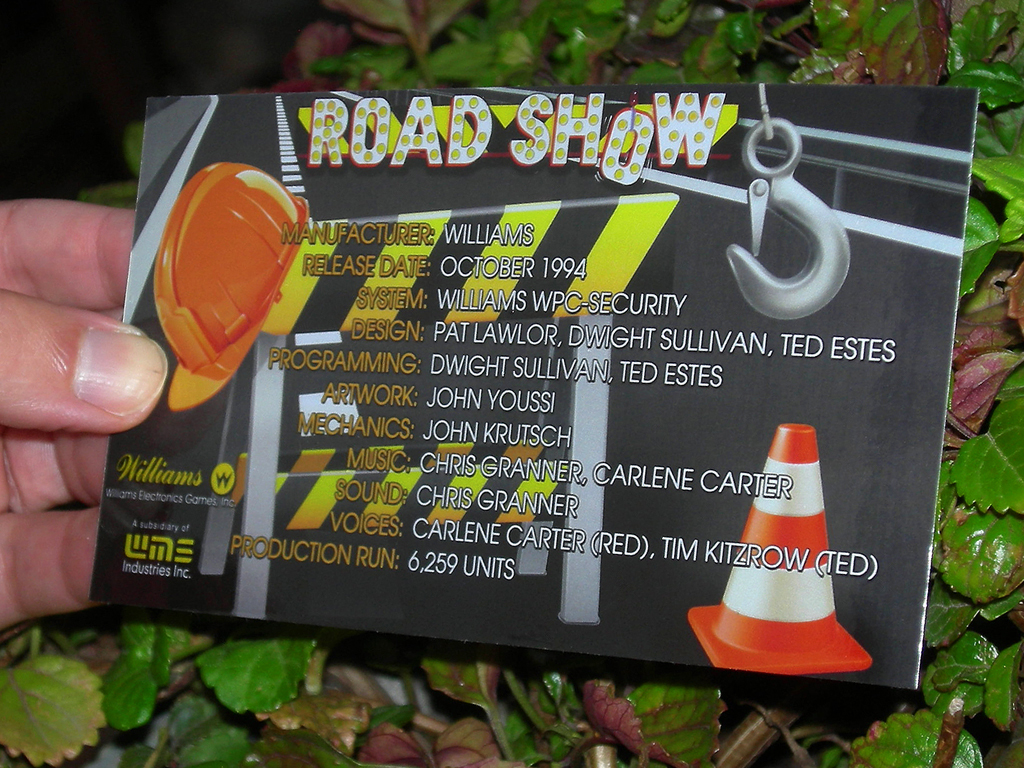 ROAD SHOW
MANUFACTURER: WILLIAMS
RELEASE DATE: OCTOBER 1994
SYSTEM: WILLIAMS WPC-SECURITY
DESIGN: PAT LAWLOR, DWIGHT SULLIVAN, TED ESTES
PROGRAMMING: DWIGHT SULLIVAN, TED ESTES
ARTWORK: JOHN YOUSSI
MECHANICS: JOHN KRUTSCH
MUSIC: CHRIS GRANNER, CARLENE CARTER
SOUND: CHRIS GRANNER
VOICES: CARLENE CARTER (RED), TIM KITZROW (TED)
PRODUCTION RUN: 6,259 UNITS
Williams W
Williams Electronics Games, Inc.
A subsidiary of
WMS
Industries Inc.